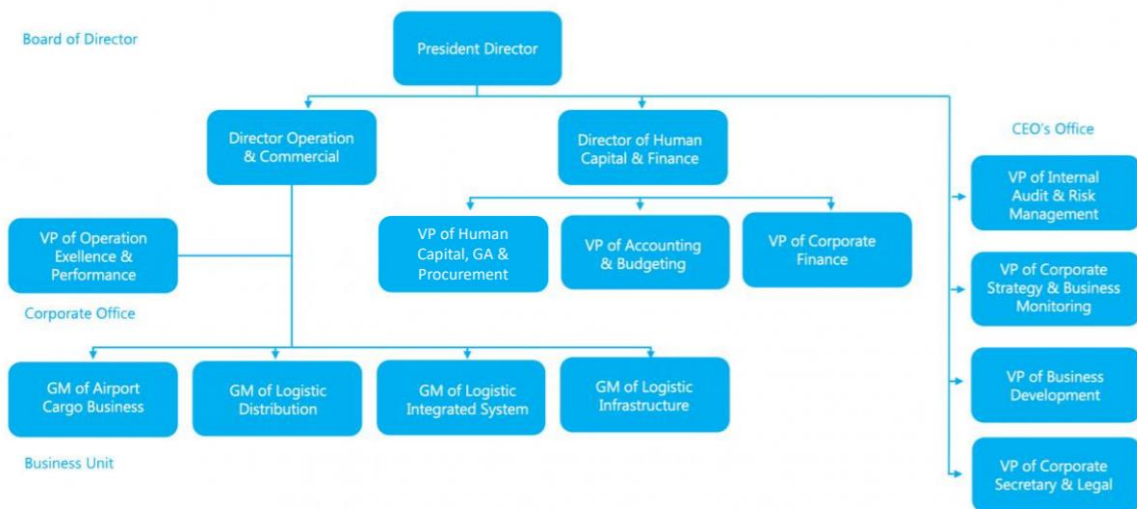 Board of Director
President Director
Director Operation
& Commercial
Director of Human
Capital & Finance
CEO's Office
VP of Internal
Audit & Risk
Management
VP of Operation
Exellence &
Performance
VP of Human
Capital, GA &
Procurement
VP of Accounting
& Budgeting
VP of Corporate
Finance
VP of Corporate
Strategy & Business
Monitoring
Corporate Office
GM of Airport
Cargo Business
GM of Logistic
Distribution
GM of Logistic
Integrated System
GM of Logistic
Infrastructure
VP of Business
Development
Business Unit
VP of Corporate
Secretary & Legal